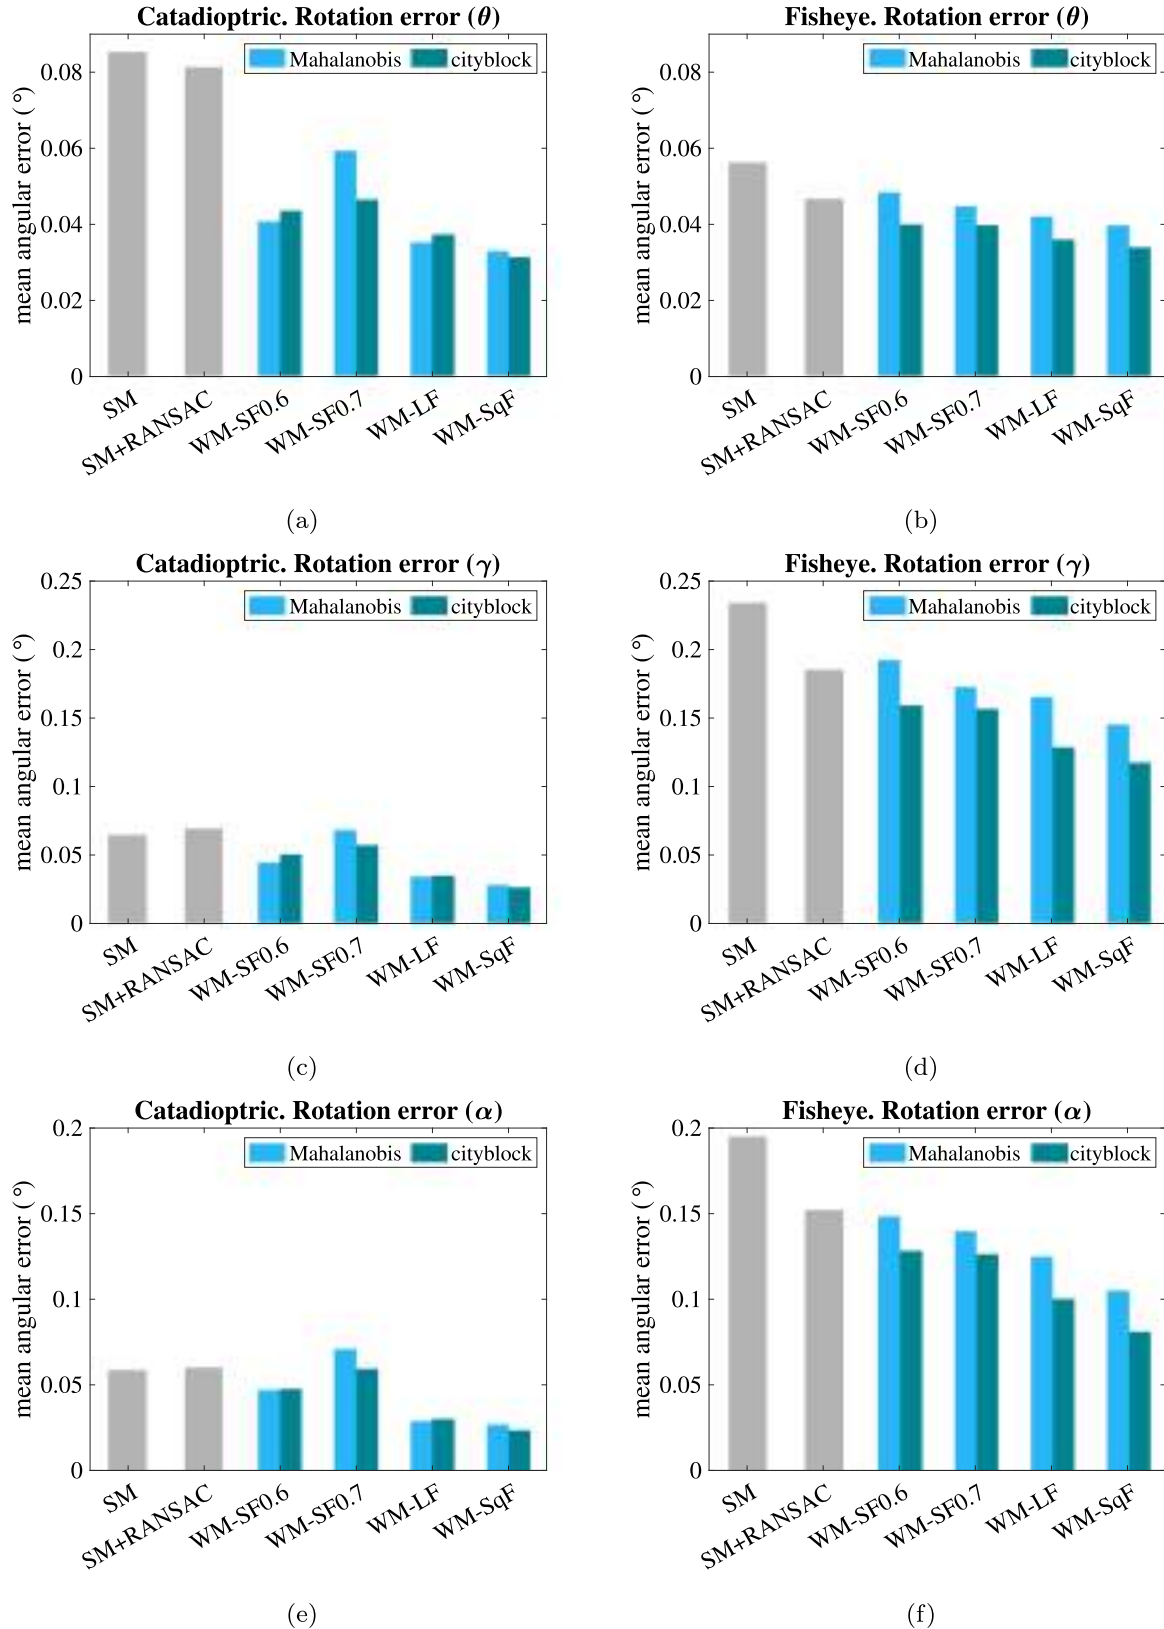 Catadioptric. Rotation error (θ)
Mahalanobis cityblock
mean angular error (°)
0.08
0.06
0.04
0.02
0
SM
SM+RANSAC
WM-SF0.6
WM-SF0.7
WM-LF
WM-SqF
(a)
Fisheye. Rotation error (θ)
Mahalanobis cityblock
mean angular error (°)
0.08
0.06
0.04
0.02
0
SM
SM+RANSAC
WM-SF0.6
WM-SF0.7
WM-LF
WM-SqF
(b)
Catadioptric. Rotation error (γ)
Mahalanobis cityblock
mean angular error (°)
0.25
0.2
0.15
0.1
0.05
0
SM
SM+RANSAC
WM-SF0.6
WM-SF0.7
WM-LF
WM-SqF
(c)
Fisheye. Rotation error (γ)
Mahalanobis cityblock
mean angular error (°)
0.25
0.2
0.15
0.1
0.05
0
SM
SM+RANSAC
WM-SF0.6
WM-SF0.7
WM-LF
WM-SqF
(d)
Catadioptric. Rotation error (α)
Mahalanobis cityblock
mean angular error (°)
0.2
0.15
0.1
0.05
0
SM
SM+RANSAC
WM-SF0.6
WM-SF0.7
WM-LF
WM-SqF
(e)
Fisheye. Rotation error (α)
Mahalanobis cityblock
mean angular error (°)
0.2
0.15
0.1
0.05
0
SM
SM+RANSAC
WM-SF0.6
WM-SF0.7
WM-LF
WM-SqF
(f)